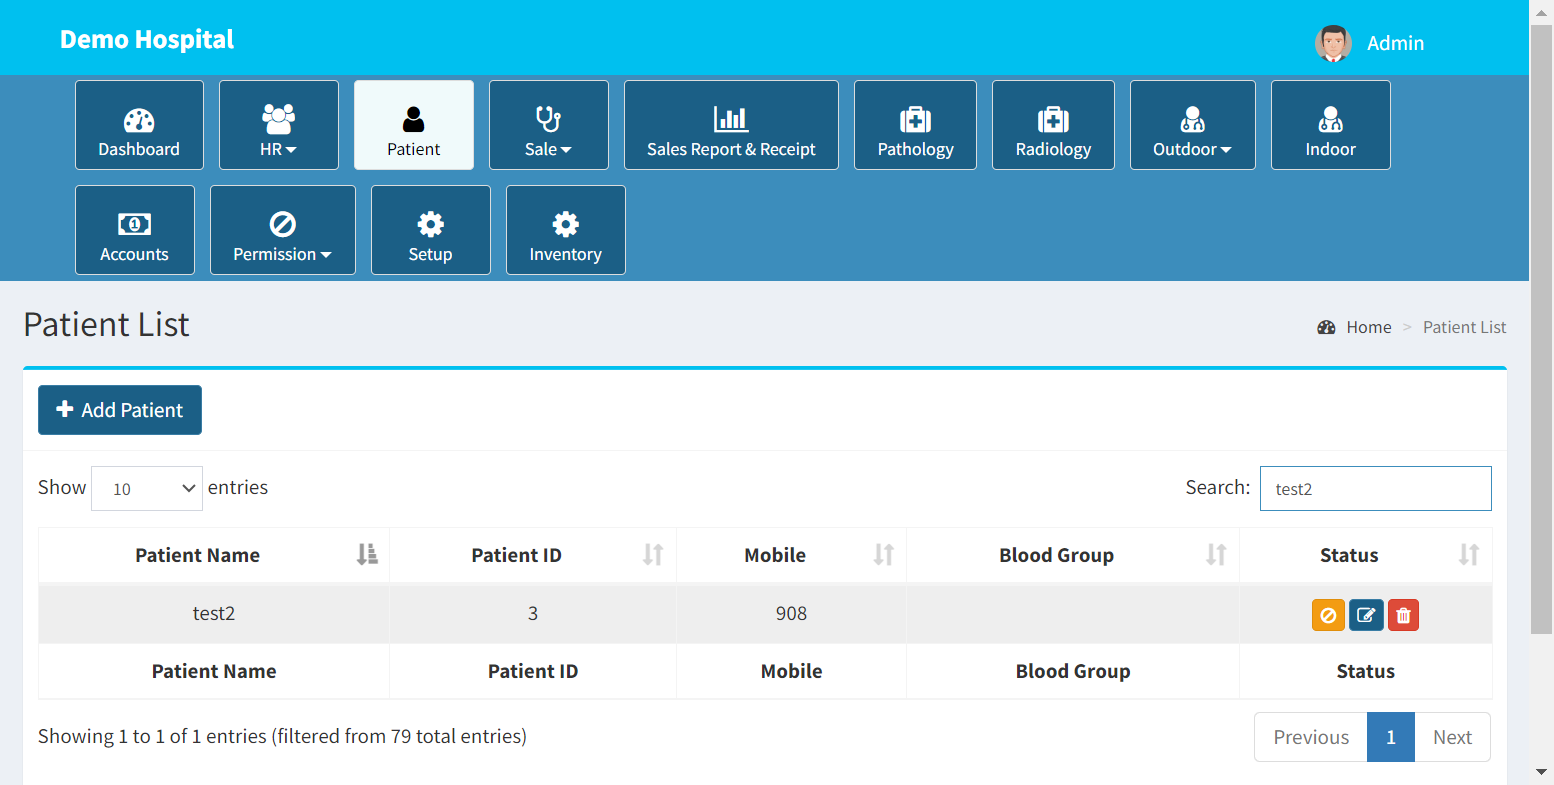 Demo Hospital
Admin
Dashboard
HR
Patient
Sale
Sales Report & Receipt
Pathology
Radiology
Outdoor
Indoor
Accounts
Permission
Setup
Inventory
Patient List
Home > Patient List
Add Patient
Show 10 entries
Search: test2
Patient Name Patient ID Mobile Blood Group Status
test2 3 908
Patient Name Patient ID Mobile Blood Group Status
Showing 1 to 1 of 1 entries (filtered from 79 total entries)
Previous 1 Next